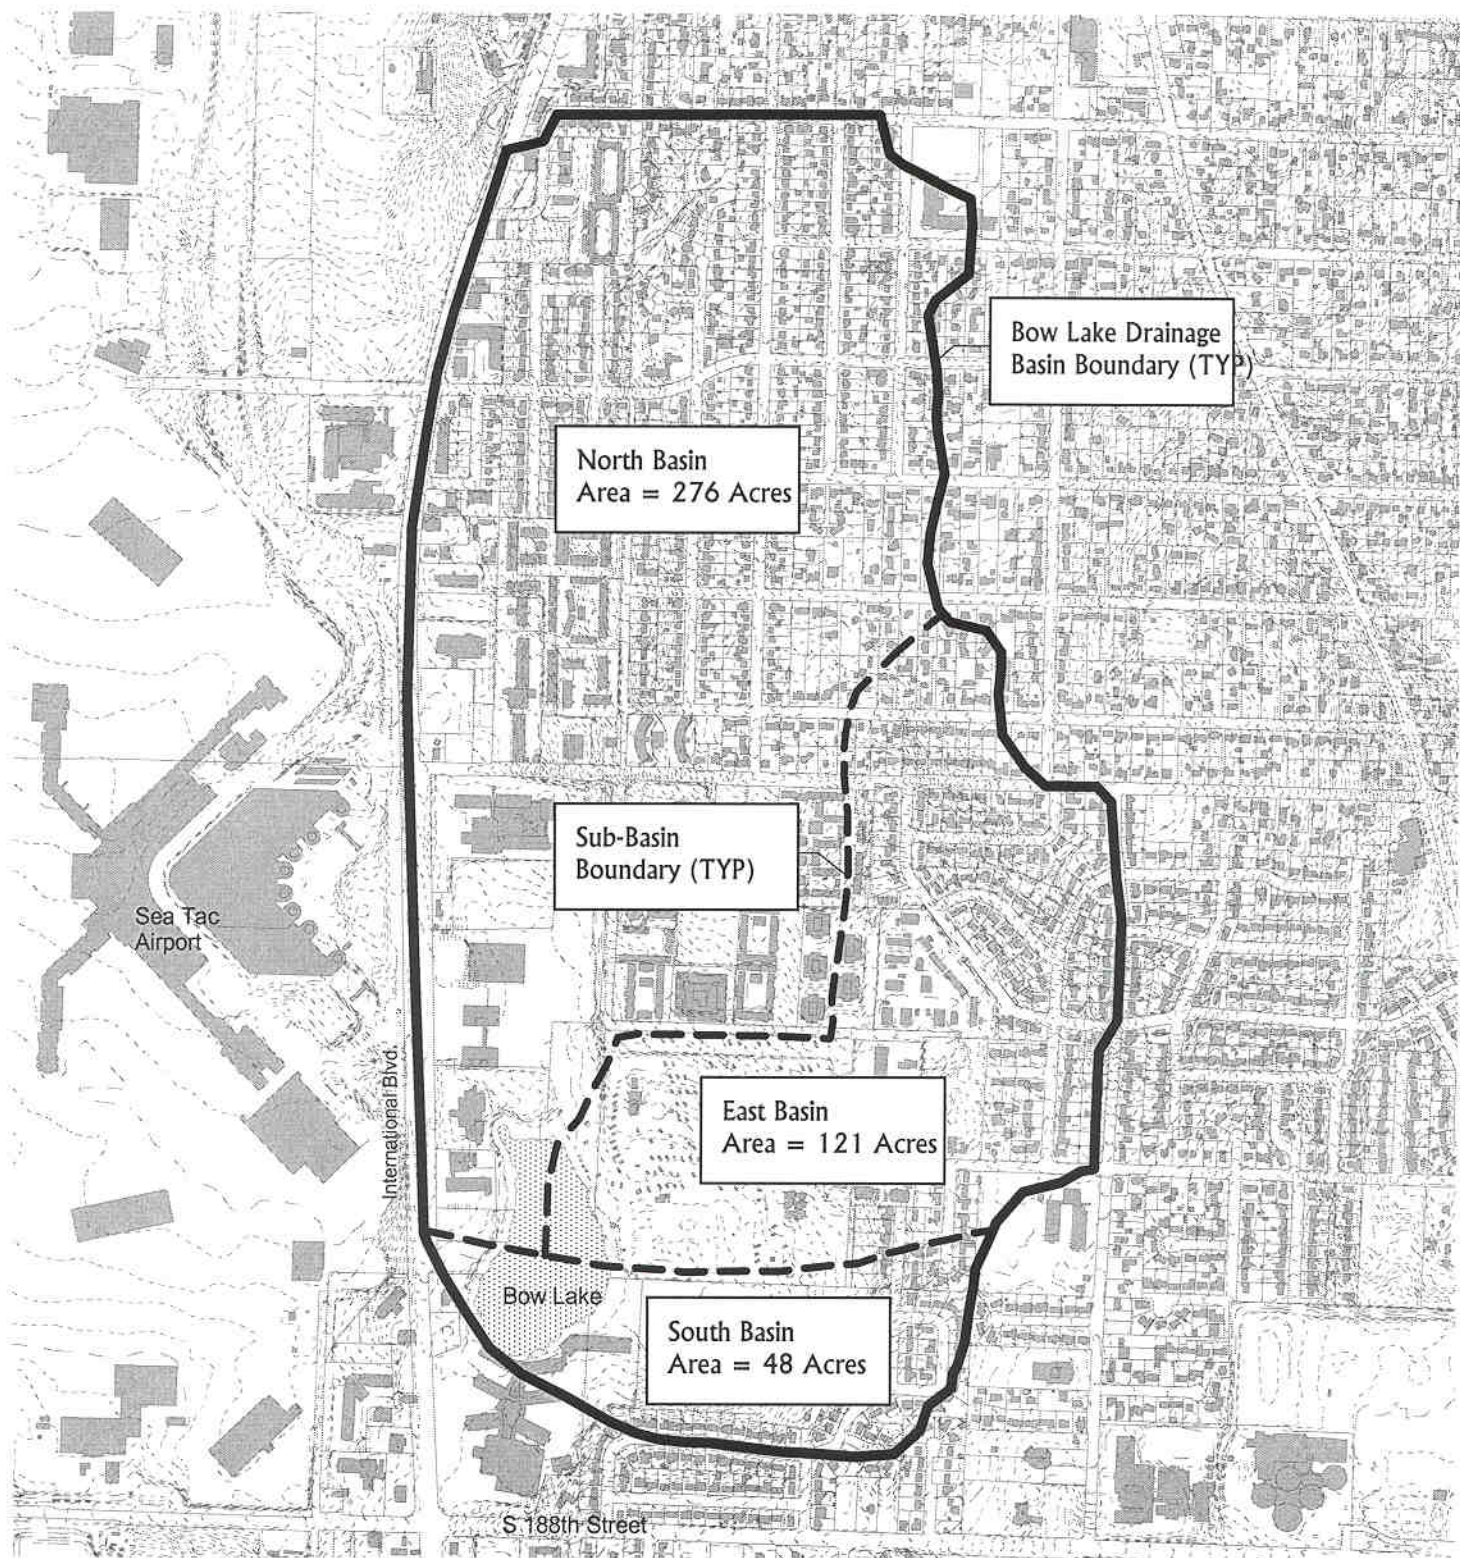 Bow Lake Drainage
Basin Boundary (TYP)
North Basin
Area = 276 Acres
Sub-Basin
Boundary (TYP)
Sea Tac
Airport
International Blvd.
East Basin
Area = 121 Acres
Bow Lake
South Basin
Area = 48 Acres
S 188th Street